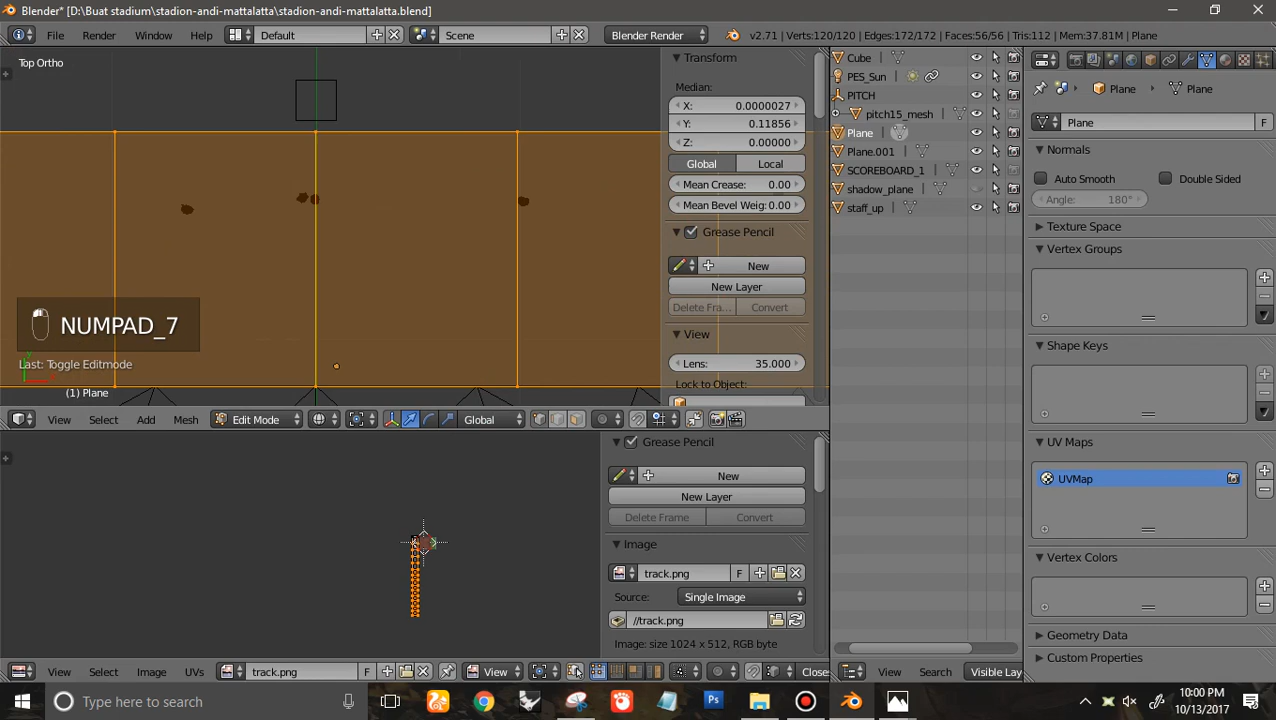 Blender* [D:\Buat stadium\stadion-andi-mattalatta\stadion-andi-mattalatta.blend]
File Render Window Help Default Scene Blender Render v2.71 | Verts:120/120 | Edges:172/172 | Faces:56/56 | Tris:112 | Mem:37.81M | Plane
Top Ortho
NUMPAD_7
Last: Toggle Editmode
(1) Plane
Transform
Median:
X: 0.0000027
Y: 0.11856
Z: 0.00000
Global Local
Mean Crease: 0.00
Mean Bevel Weig: 0.00
Grease Pencil
New
New Layer
Delete Fra... Convert
View
Lens: 35.000
Lock to Object:
View Select Add Mesh Edit Mode Global
Grease Pencil
New
New Layer
Delete Frame Convert
Image
track.png F
Source: Single Image
//track.png
Image: size 1024 x 512, RGB byte
View Select Image UVs track.png F View Close
Cube
PES_Sun
PITCH
pitch15_mesh
Plane
Plane.001
SCOREBOARD_1
shadow_plane
staff_up
View Search Visible Lay
Plane Plane
Plane F
Normals
Auto Smooth Double Sided
Angle: 180°
Texture Space
Vertex Groups
Shape Keys
UV Maps
UVMap
Vertex Colors
Geometry Data
Custom Properties
Type here to search
Ps
10:00 PM
10/13/2017